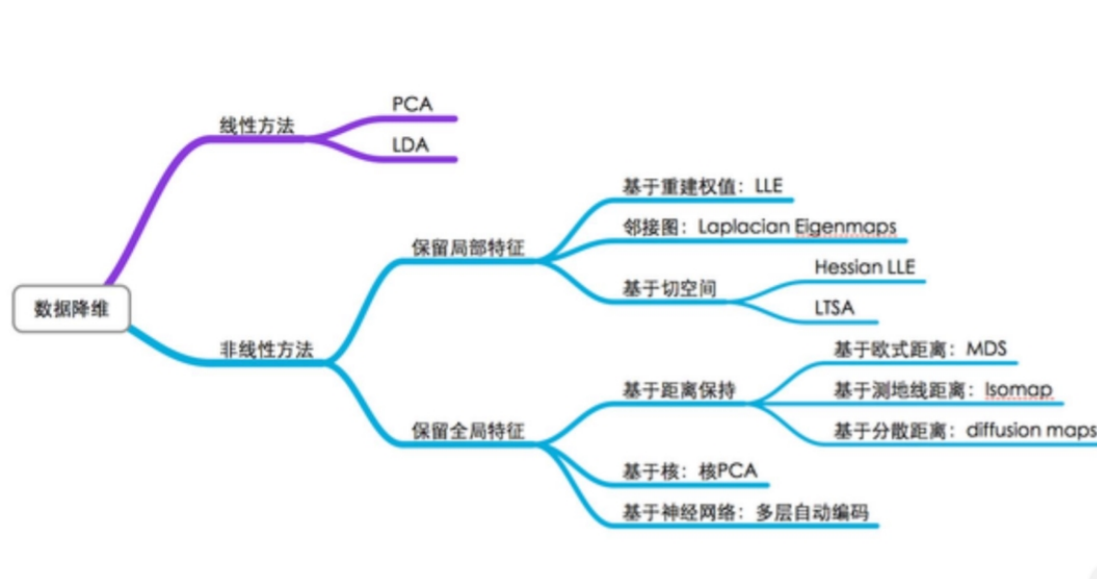 PCA
线性方法
LDA
基于重建权值：LLE
邻接图：Laplacian Eigenmaps
保留局部特征
Hessian LLE
基于切空间
LTSA
数据降维
非线性方法
基于欧式距离：MDS
基于距离保持
基于测地线距离：Isomap
保留全局特征
基于分散距离：diffusion maps
基于核：核PCA
基于神经网络：多层自动编码